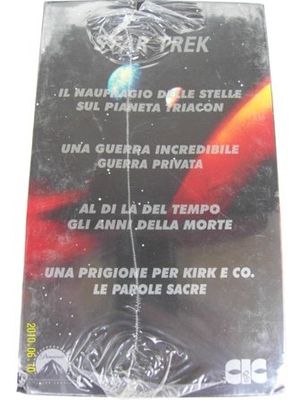 STAR TREK
IL NAUFRAGIO DELLE STELLE
SUL PIANETA TRIACON
UNA GUERRA INCREDIBILE
GUERRA PRIVATA
AL DI LÀ DEL TEMPO
GLI ANNI DELLA MORTE
UNA PRIGIONE PER KIRK E CO.
LE PAROLE SACRE
2010.06.10
Paramount
CIC